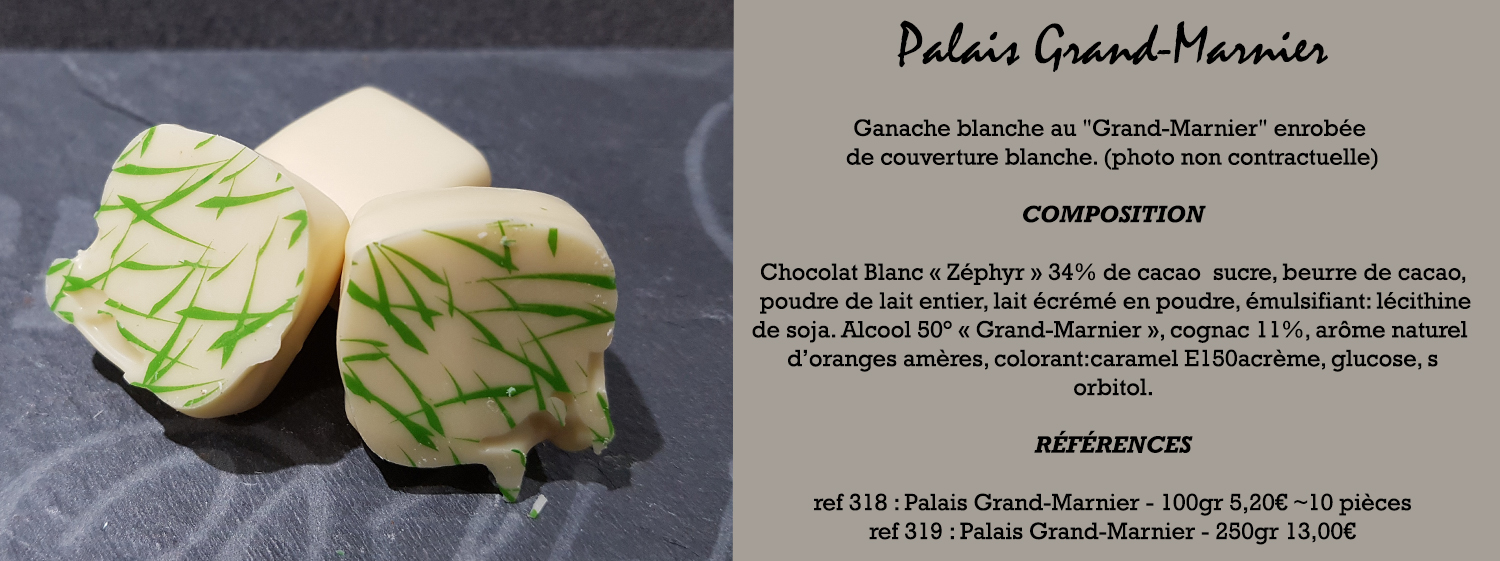 Palais Grand-Marnier
Ganache blanche au "Grand-Marnier" enrobée
de couverture blanche. (photo non contractuelle)
COMPOSITION
Chocolat Blanc « Zéphyr » 34% de cacao  sucre, beurre de cacao,
poudre de lait entier, lait écrémé en poudre, émulsifiant: lécithine
de soja. Alcool 50° « Grand-Marnier », cognac 11%, arôme naturel
d’oranges amères, colorant:caramel E150acrème, glucose, s
orbitol.
RÉFÉRENCES
ref 318 : Palais Grand-Marnier - 100gr 5,20€ ~10 pièces
ref 319 : Palais Grand-Marnier - 250gr 13,00€